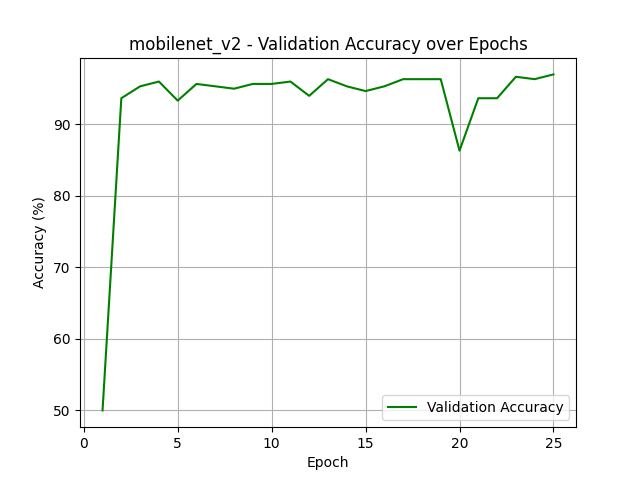 mobilenet_v2 - Validation Accuracy over Epochs
Accuracy (%)
90
80
70
60
50
0 5 10 15 20 25
Epoch
Validation Accuracy